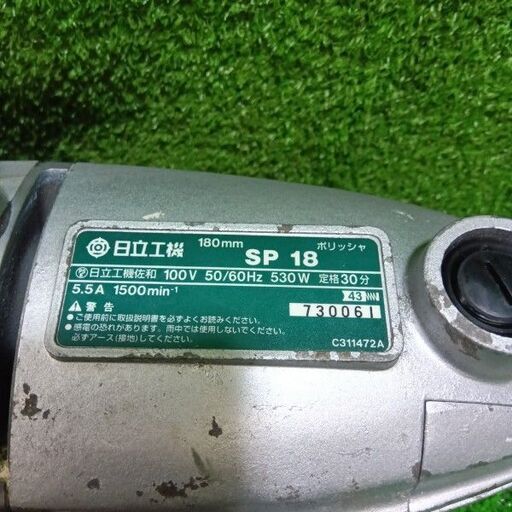 日立工機 180mm SP 18 ポリッシャ
日立工機佐和 100V 50/60Hz 530W 定格30分
5.5A 1500min-1 43
730061
警告
●ご使用前に取扱説明書を必ずよくお読みください。
●感電の恐れがあります。雨中では使用しないでください。
必ずアース(接地)してください。 C311472A